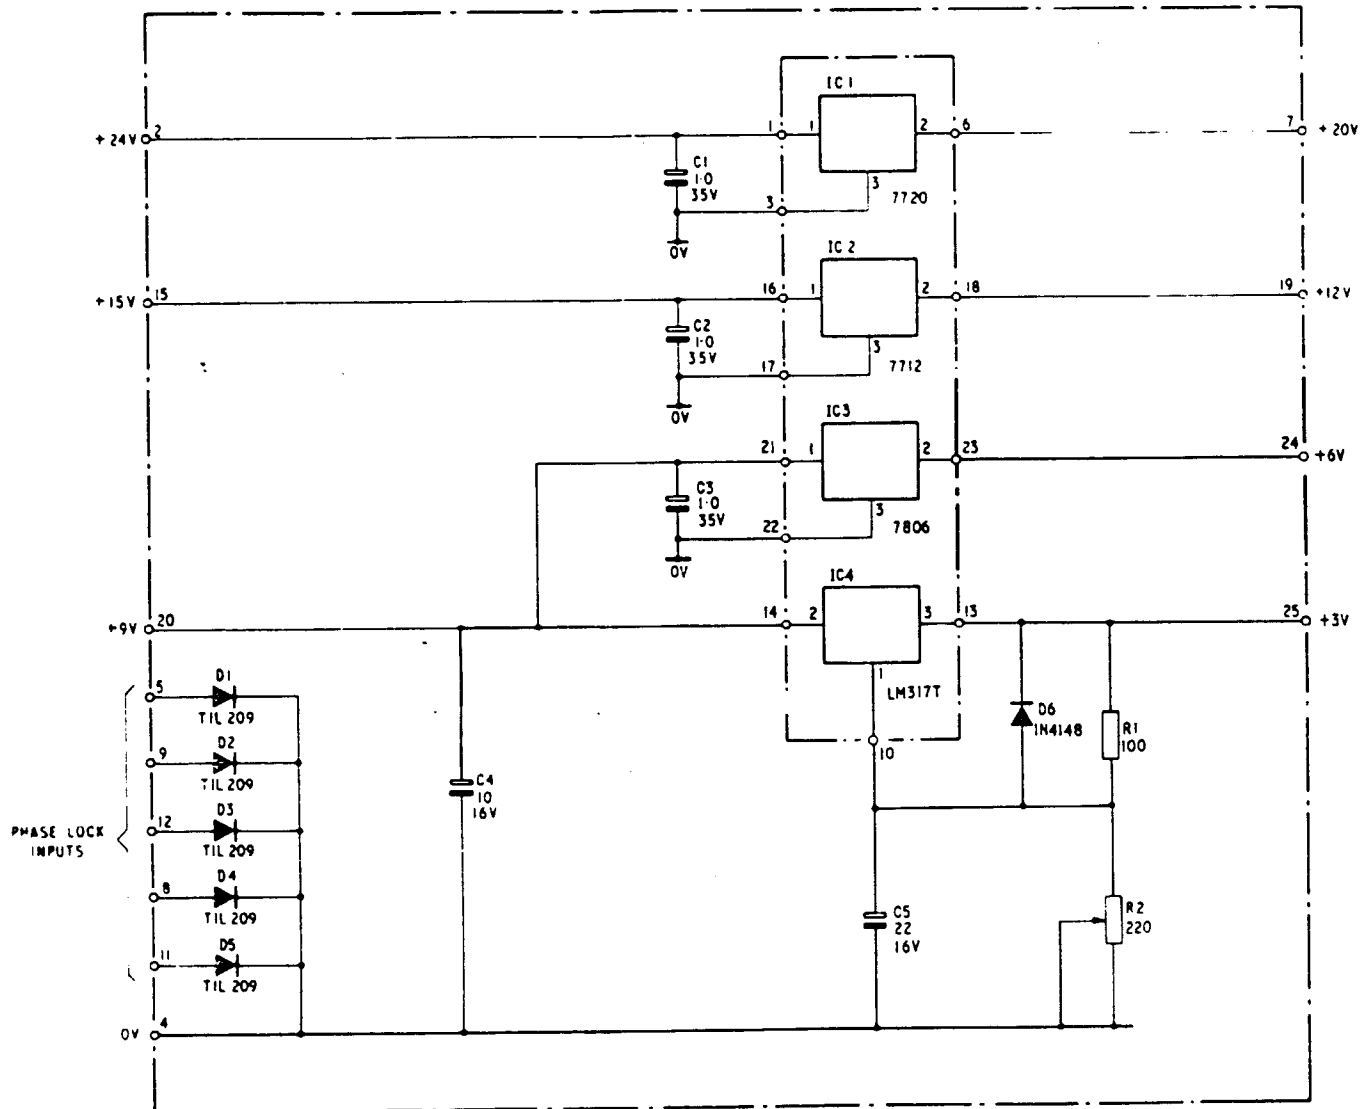 IC1
+24V 2 1 1 2 6 7 +20V
C1
1·0
35V
3
3
7720
0V
IC2
+15V 15 16 1 2 18 19 +12V
C2
1·0
35V
3
17
7712
0V
IC3
21 1 2 23 24 +6V
C3
1·0
35V
3
22
7806
0V
IC4
+9V 20 14 2 3 13 25 +3V
1
LM317T
10
D6
1N4148
R1
100
PHASE LOCK
INPUTS
5 D1
TIL 209
9 D2
TIL 209
12 D3
TIL 209
8 D4
TIL 209
11 D5
TIL 209
C4
10
16V
C5
22
16V
R2
220
0V 4